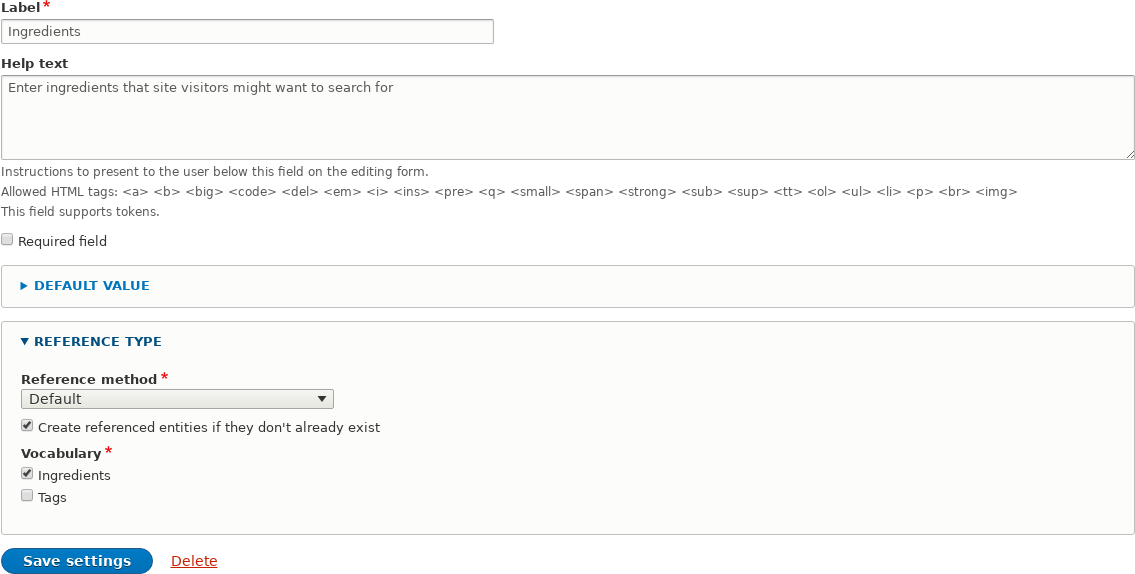 Label*
Ingredients
Help text
Enter ingredients that site visitors might want to search for
Instructions to present to the user below this field on the editing form.
Allowed HTML tags: <a> <b> <big> <code> <del> <em> <i> <ins> <pre> <q> <small> <span> <strong> <sub> <sup> <tt> <ol> <ul> <li> <p> <br> <img>
This field supports tokens.
Required field
DEFAULT VALUE
REFERENCE TYPE
Reference method*
Default
Create referenced entities if they don't already exist
Vocabulary*
Ingredients
Tags
Save settings Delete